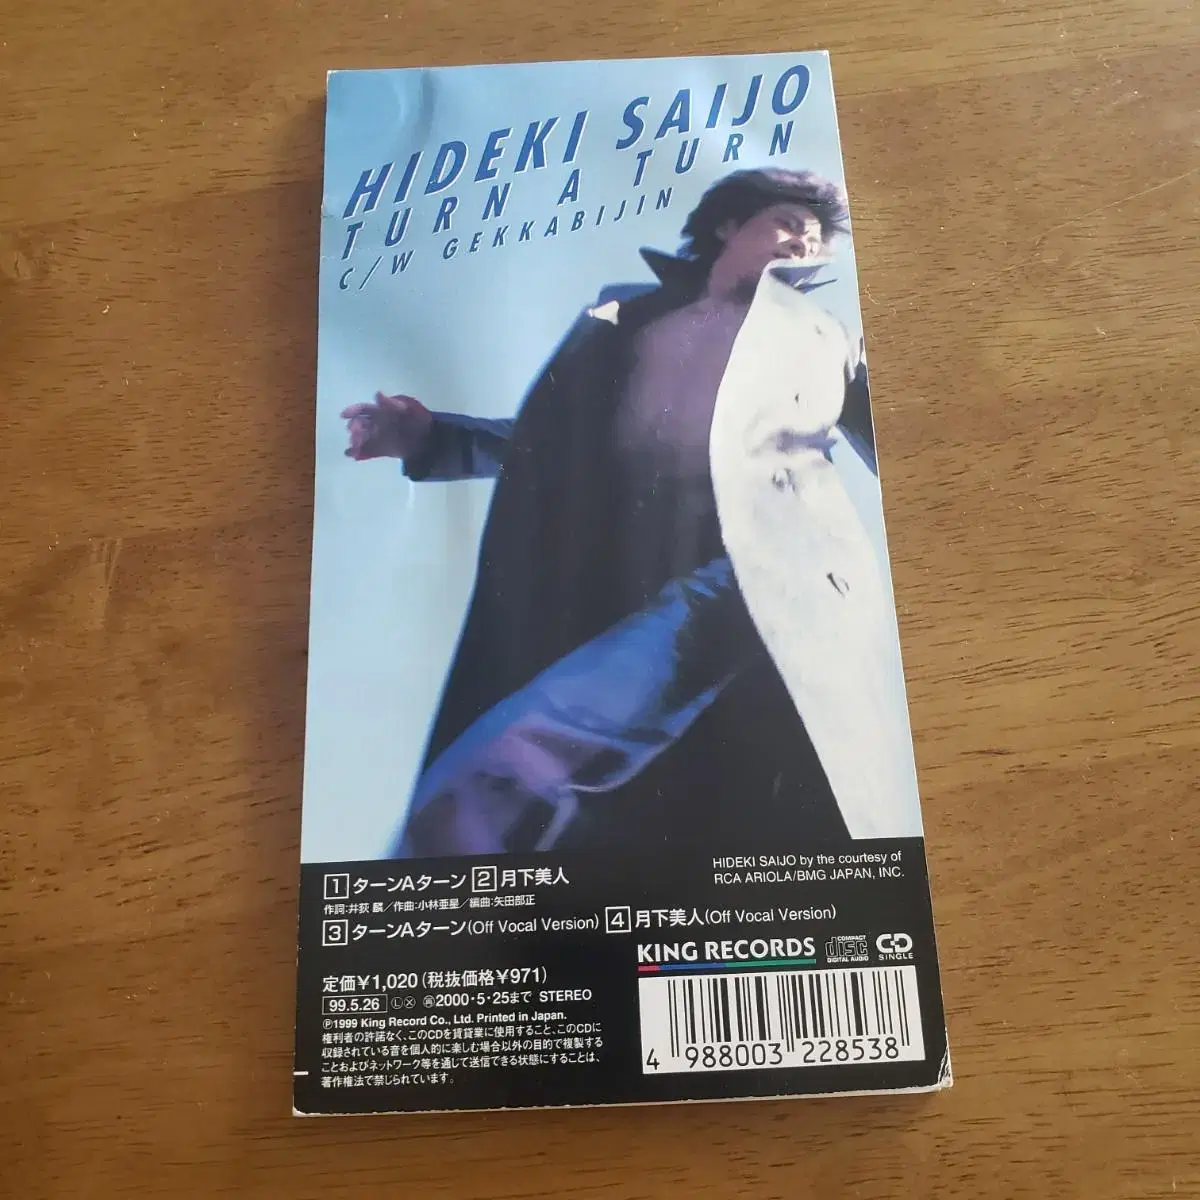 HIDEKI SAIJO
TURN A TURN
C/W GEKKABIJIN
1 ターンAターン 2 月下美人
作詞:井荻 麟/作曲:小林亜星/編曲:矢田部正
3 ターンAターン(Off Vocal Version) 4 月下美人(Off Vocal Version)
HIDEKI SAIJO by the courtesy of
RCA ARIOLA/BMG JAPAN, INC.
KING RECORDS
COMPACT
disc
DIGITAL AUDIO
CD
SINGLE
定価¥1,020(税抜価格¥971)
99.5.26 Ⓛ Ⓧ 2000・5・25まで STEREO
Ⓟ1999 King Record Co., Ltd. Printed in Japan.
権利者の許諾なく、このCDを賃貸業に使用すること、このCDに
収録されている音を個人的に楽しむ場合以外の目的で複製する
ことおよびネットワーク等を通じて送信できる状態にすることは、
著作権法で禁じられています。
4 988003 228538